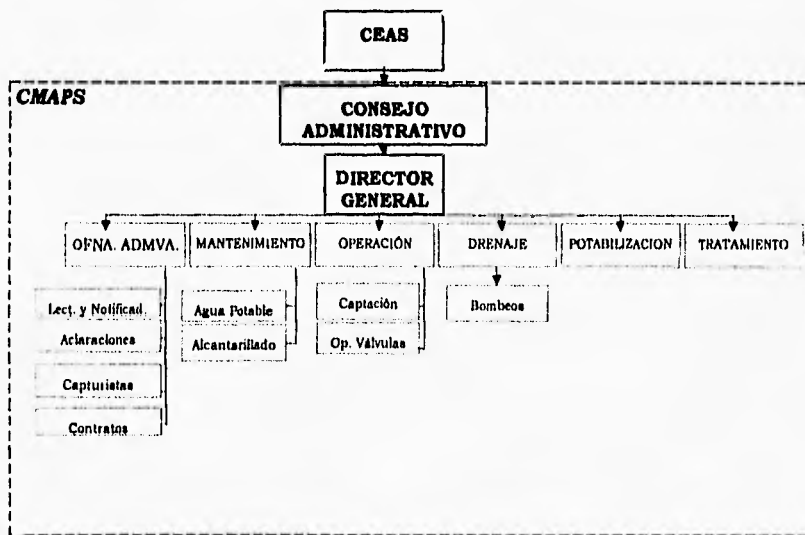 CEAS
CMAPS
CONSEJO
ADMINISTRATIVO
DIRECTOR
GENERAL
OFNA. ADMVA.
MANTENIMIENTO
OPERACIÓN
DRENAJE
POTABILIZACION
TRATAMIENTO
Lect. y Notificad.
Agua Potable
Captación
Bombeos
Aclaraciones
Alcantarillado
Op. Válvulas
Capturistas
Contratos